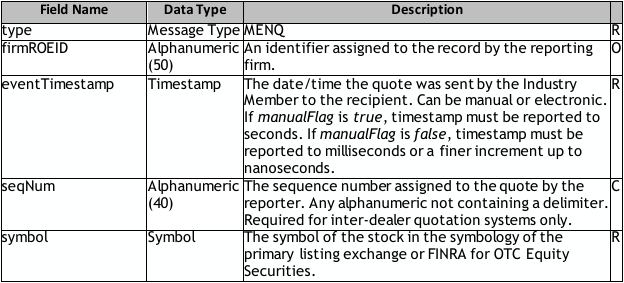 Field Name Data Type Description
type Message Type MENQ R
firmROEID Alphanumeric An identifier assigned to the record by the reporting O
(50) firm.
eventTimestamp Timestamp The date/time the quote was sent by the Industry R
Member to the recipient. Can be manual or electronic.
If manualFlag is true, timestamp must be reported to
seconds. If manualFlag is false, timestamp must be
reported to milliseconds or a finer increment up to
nanoseconds.
seqNum Alphanumeric The sequence number assigned to the quote by the C
(40) reporter. Any alphanumeric not containing a delimiter.
Required for inter-dealer quotation systems only.
symbol Symbol The symbol of the stock in the symbology of the R
primary listing exchange or FINRA for OTC Equity
Securities.